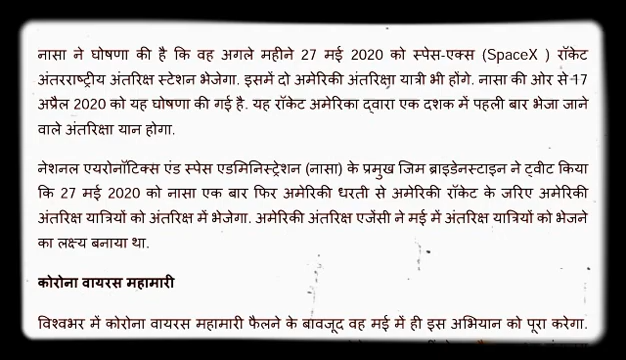 नासा ने घोषणा की है कि वह अगले महीने 27 मई 2020 को स्पेस-एक्स (SpaceX ) रॉकेट
अंतरराष्ट्रीय अंतरिक्ष स्टेशन भेजेगा. इसमें दो अमेरिकी अंतरिक्षा यात्री भी होंगे. नासा की ओर से 17
अप्रैल 2020 को यह घोषणा की गई है. यह रॉकेट अमेरिका द्वारा एक दशक में पहली बार भेजा जाने
वाले अंतरिक्षा यान होगा.
नेशनल एयरोनॉटिक्स एंड स्पेस एडमिनिस्ट्रेशन (नासा) के प्रमुख जिम ब्राइडेनस्टाइन ने ट्वीट किया
कि 27 मई 2020 को नासा एक बार फिर अमेरिकी धरती से अमेरिकी रॉकेट के जरिए अमेरिकी
अंतरिक्ष यात्रियों को अंतरिक्ष में भेजेगा. अमेरिकी अंतरिक्ष एजेंसी ने मई में अंतरिक्ष यात्रियों को भेजने
का लक्ष्य बनाया था.
कोरोना वायरस महामारी
विश्वभर में कोरोना वायरस महामारी फैलने के बावजूद वह मई में ही इस अभियान को पूरा करेगा.